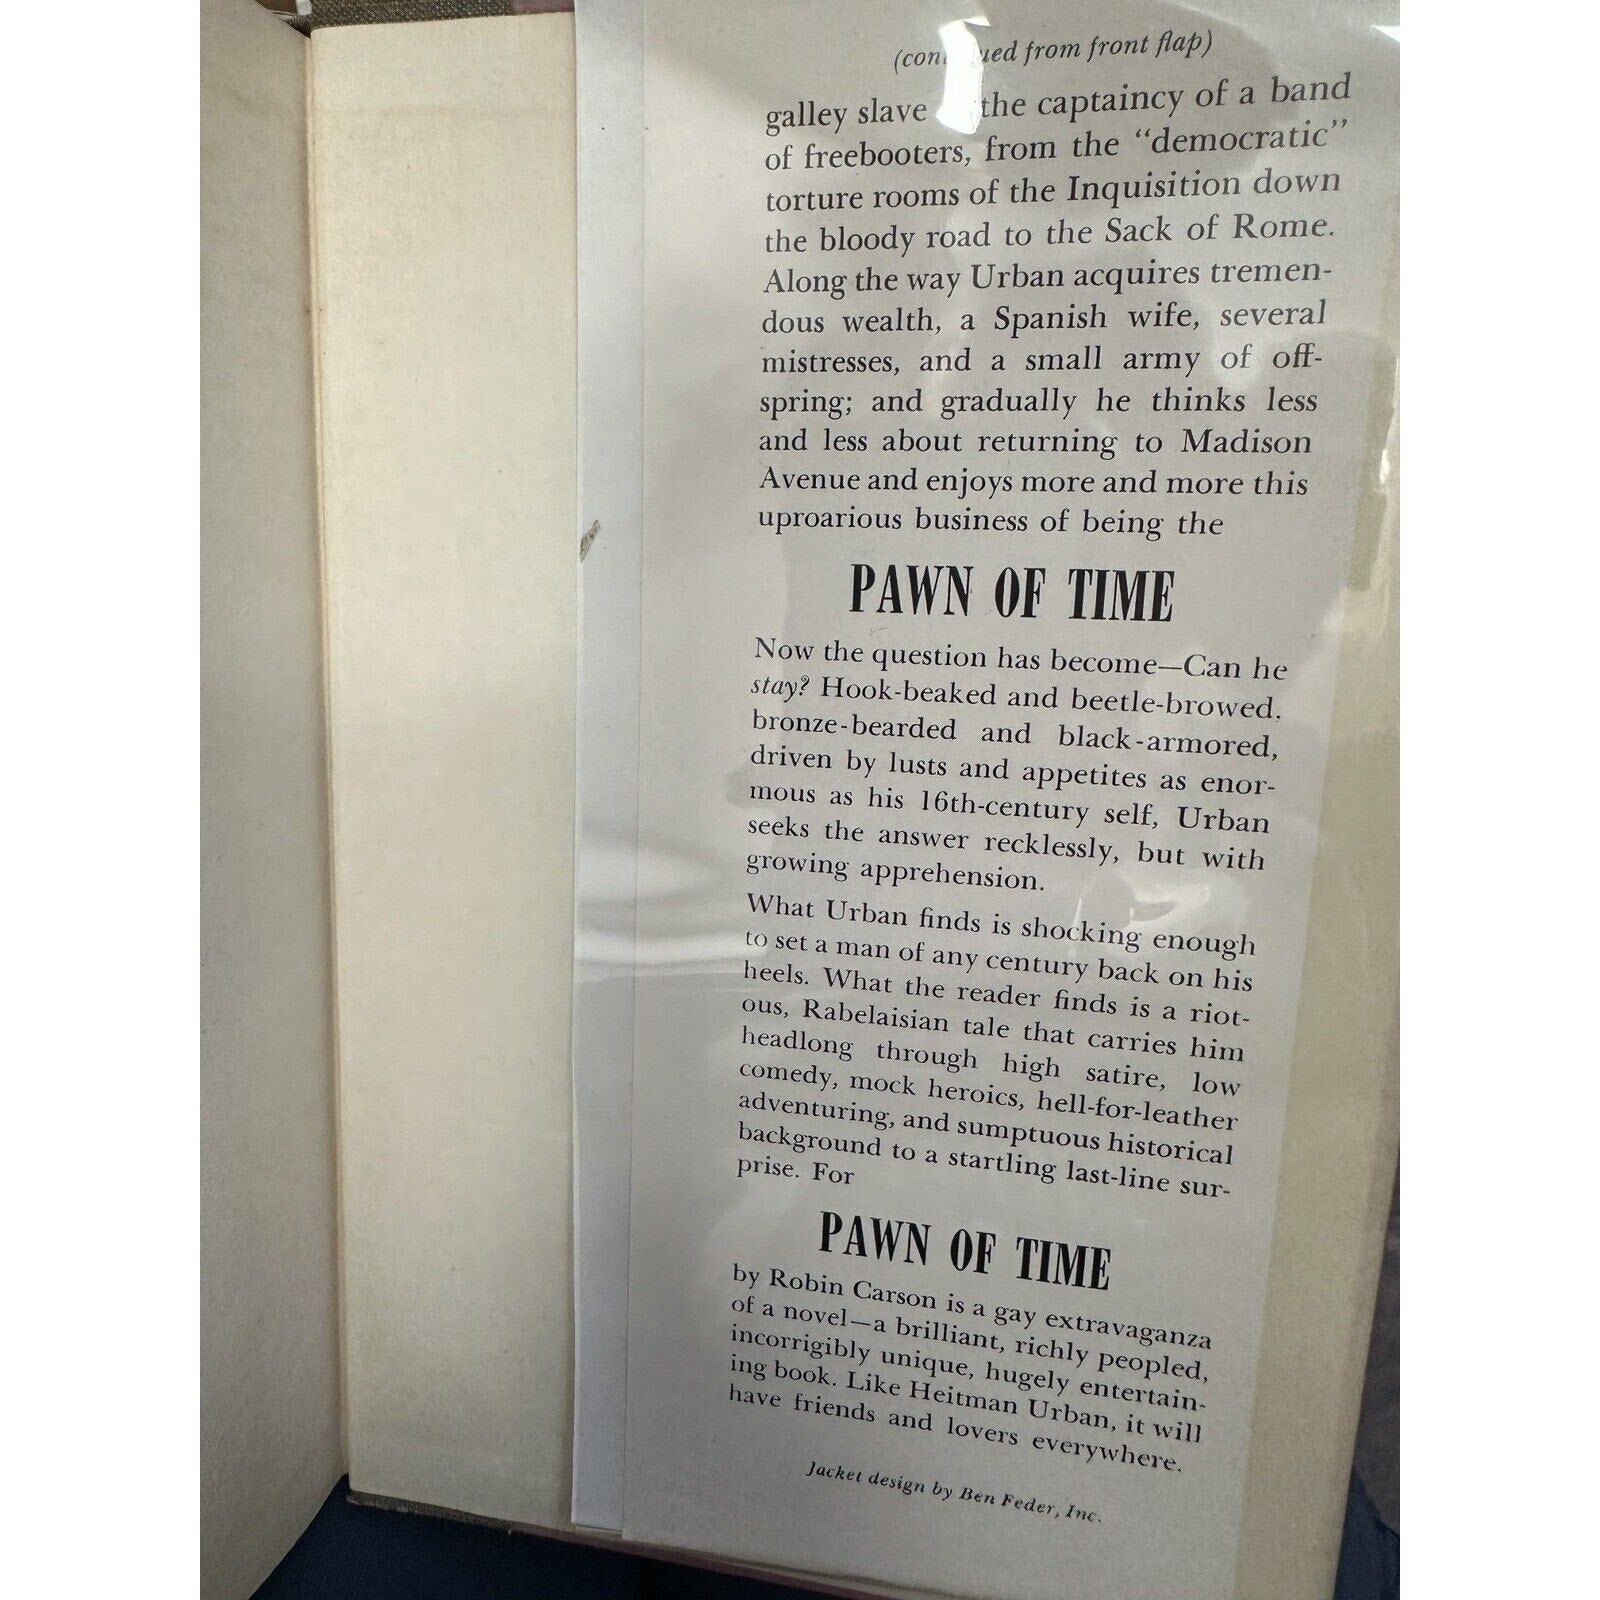 (con ued from front flap)
galley slave the captaincy of a band
of freebooters, from the "democratic"
torture rooms of the Inquisition down
the bloody road to the Sack of Rome.
Along the way Urban acquires tremen-
dous wealth, a Spanish wife, several
mistresses, and a small army of off-
spring; and gradually he thinks less
and less about returning to Madison
Avenue and enjoys more and more this
uproarious business of being the
PAWN OF TIME
Now the question has become—Can he
stay? Hook-beaked and beetle-browed,
bronze-bearded and black-armored,
driven by lusts and appetites as enor-
mous as his 16th-century self, Urban
seeks the answer recklessly, but with
growing apprehension.
What Urban finds is shocking enough
to set a man of any century back on his
heels. What the reader finds is a riot-
ous, Rabelaisian tale that carries him
headlong through high satire, low
comedy, mock heroics, hell-for-leather
adventuring, and sumptuous historical
background to a startling last-line sur-
prise. For
PAWN OF TIME
by Robin Carson is a gay extravaganza
of a novel—a brilliant, richly peopled,
incorrigibly unique, hugely entertain-
ing book. Like Heitman Urban, it will
have friends and lovers everywhere.
Jacket design by Ben Feder, Inc.